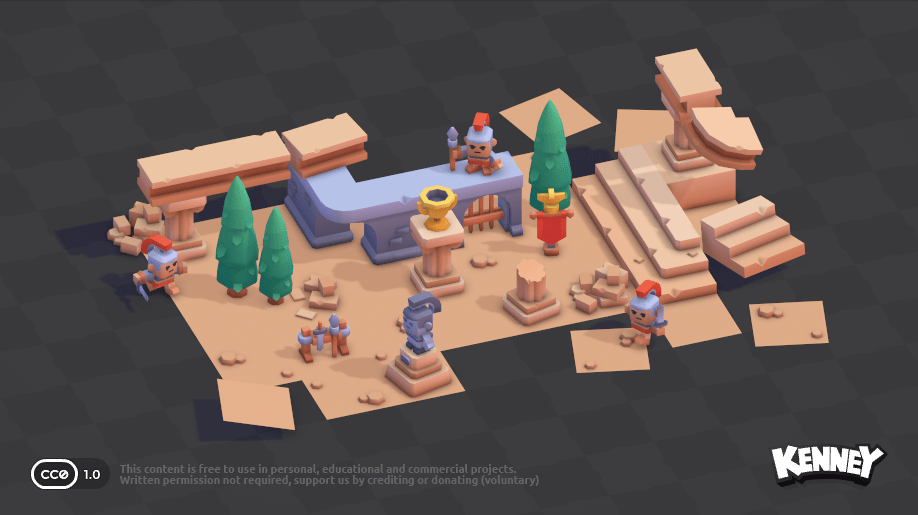 CC0 1.0
This content is free to use in personal, educational and commercial projects.
Written permission not required, support us by crediting or donating (voluntary)
KENNEY